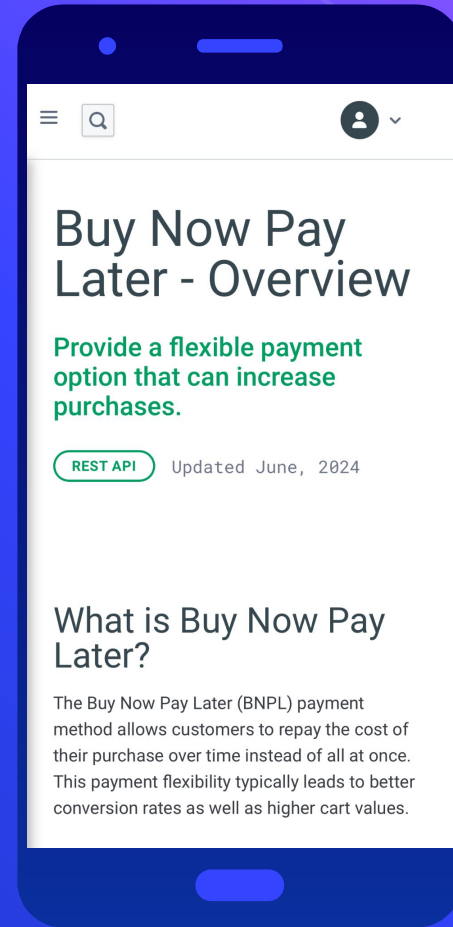 Buy Now Pay
Later - Overview
Provide a flexible payment
option that can increase
purchases.
REST API Updated June, 2024
What is Buy Now Pay
Later?
The Buy Now Pay Later (BNPL) payment
method allows customers to repay the cost of
their purchase over time instead of all at once.
This payment flexibility typically leads to better
conversion rates as well as higher cart values.